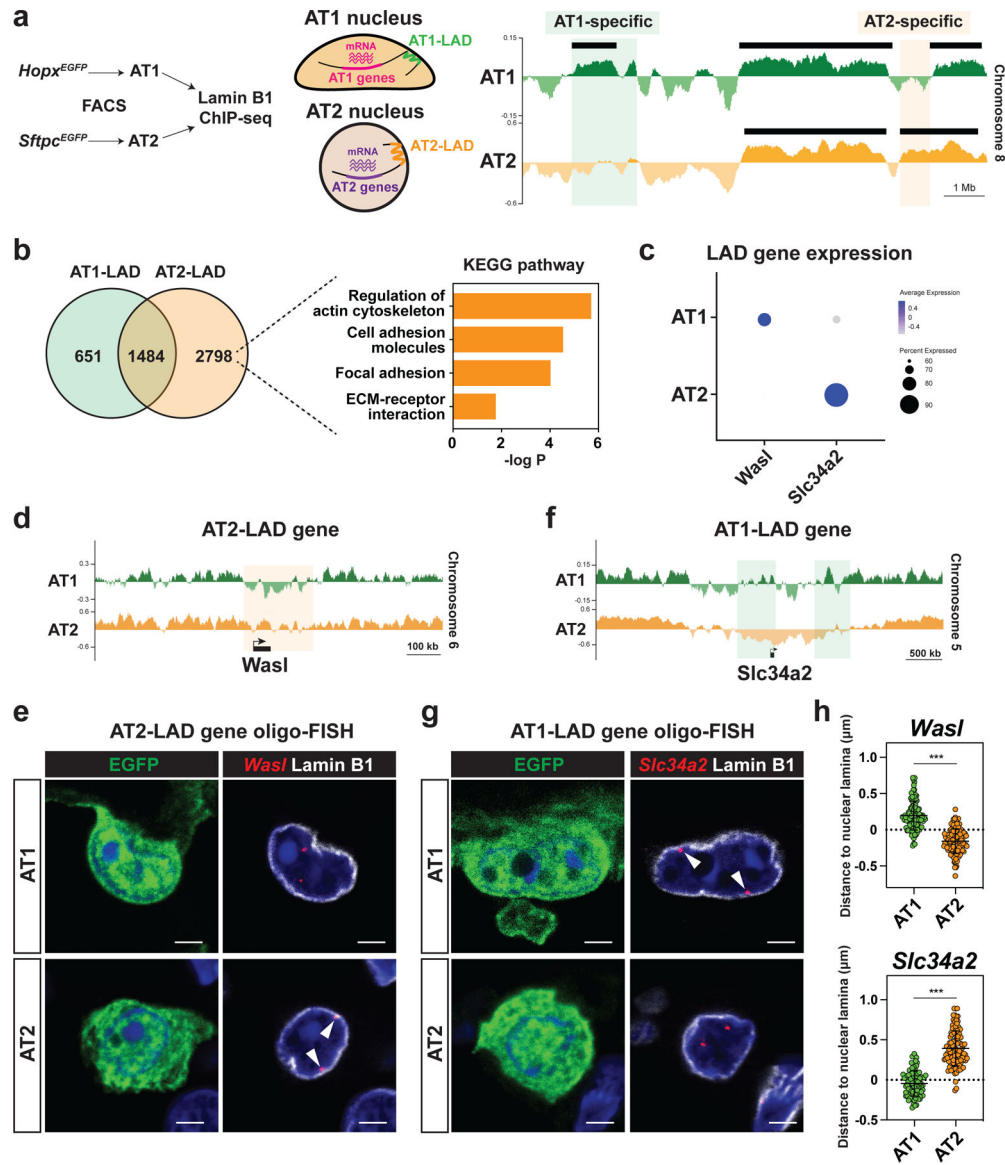 a
Hopx^EGFP
AT1
FACS
Sftpc^EGFP
AT2
Lamin B1
ChIP-seq
AT1 nucleus
AT1-LAD
mRNA
AT1 genes
AT2 nucleus
AT2-LAD
mRNA
AT2 genes
AT1-specific
AT2-specific
0.15
AT1
-0.15
0.6
AT2
-0.6
1 Mb
Chromosome 8
b
AT1-LAD
AT2-LAD
651
1484
2798
KEGG pathway
Regulation of
actin cytoskeleton
Cell adhesion
molecules
Focal adhesion
ECM-receptor
interaction
0
2
4
6
-log P
c
LAD gene expression
AT1
AT2
Wasl
Slc34a2
Average Expression
0.4
0
-0.4
Percent Expressed
60
70
80
90
d
AT2-LAD gene
0.3
AT1
-0.3
0.6
AT2
-0.6
Wasl
100 kb
Chromosome 6
f
AT1-LAD gene
0.15
AT1
-0.15
0.6
AT2
-0.6
Slc34a2
500 kb
Chromosome 5
e
AT2-LAD gene oligo-FISH
EGFP
Wasl Lamin B1
AT1
AT2
g
AT1-LAD gene oligo-FISH
EGFP
Slc34a2 Lamin B1
AT1
AT2
h
Wasl
Distance to nuclear lamina (μm)
1.0
0.5
0
-0.5
***
AT1
AT2
Slc34a2
Distance to nuclear lamina (μm)
1.0
0.5
0
-0.5
***
AT1
AT2